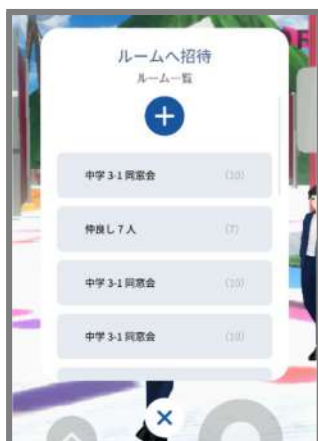 ルームへ招待
ルーム一覧
中学 3-1 同窓会 (10)
仲良し 7 人 (7)
中学 3-1 同窓会 (10)
中学 3-1 同窓会 (10)